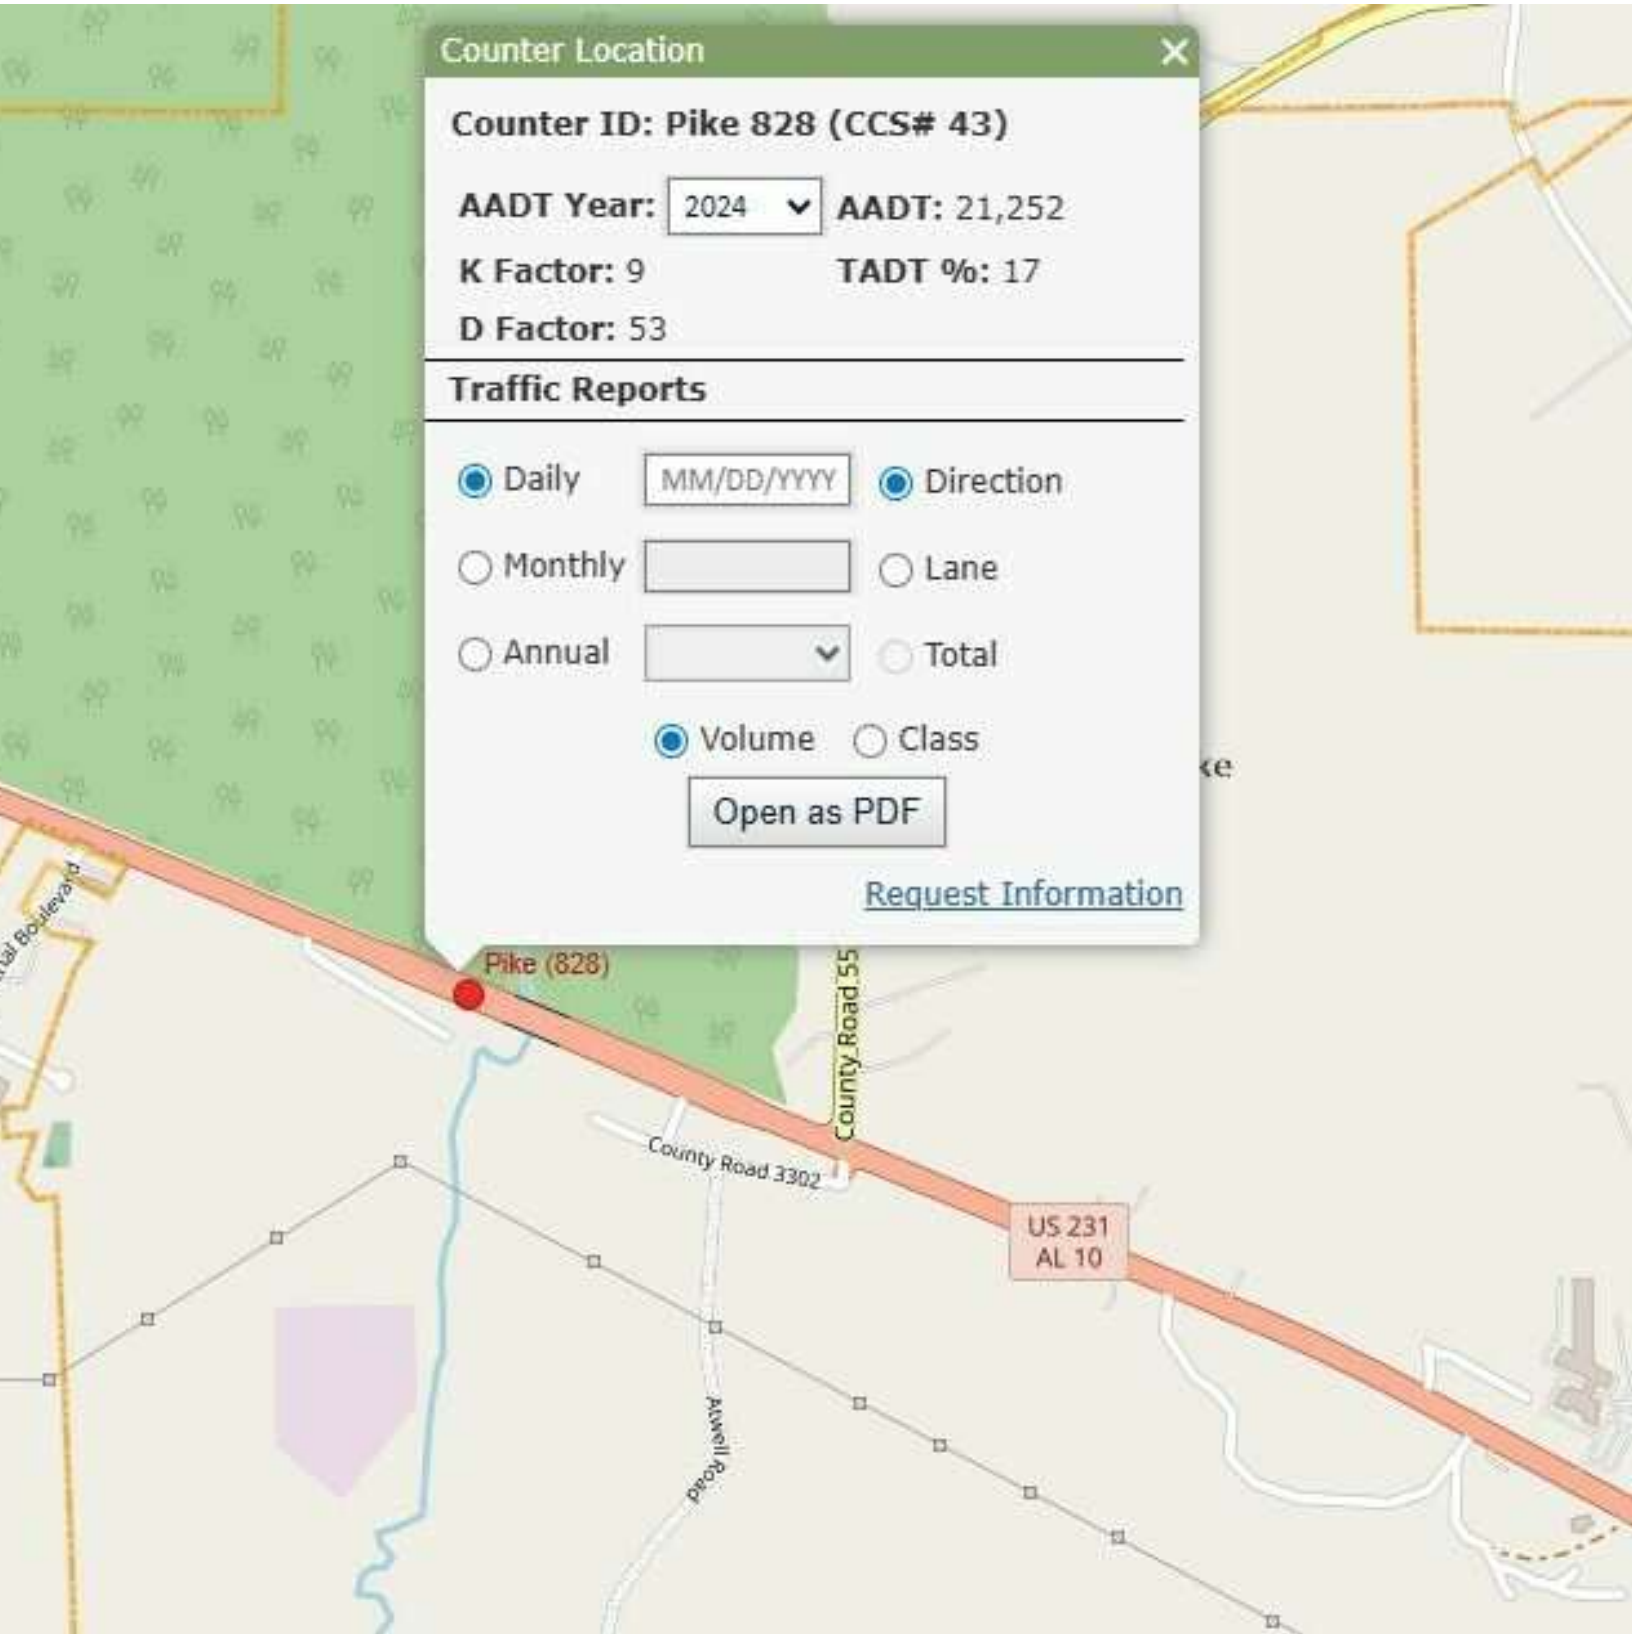 Counter Location
Counter ID: Pike 828 (CCS# 43)
AADT Year: 2024 AADT: 21,252
K Factor: 9 TADT %: 17
D Factor: 53
Traffic Reports
Daily MM/DD/YYYY Direction
Monthly Lane
Annual Total
Volume Class
Open as PDF
Request Information
Pike (828)
County Road 55
County Road 3302
US 231
AL 10
Atwell Road
Boulevard